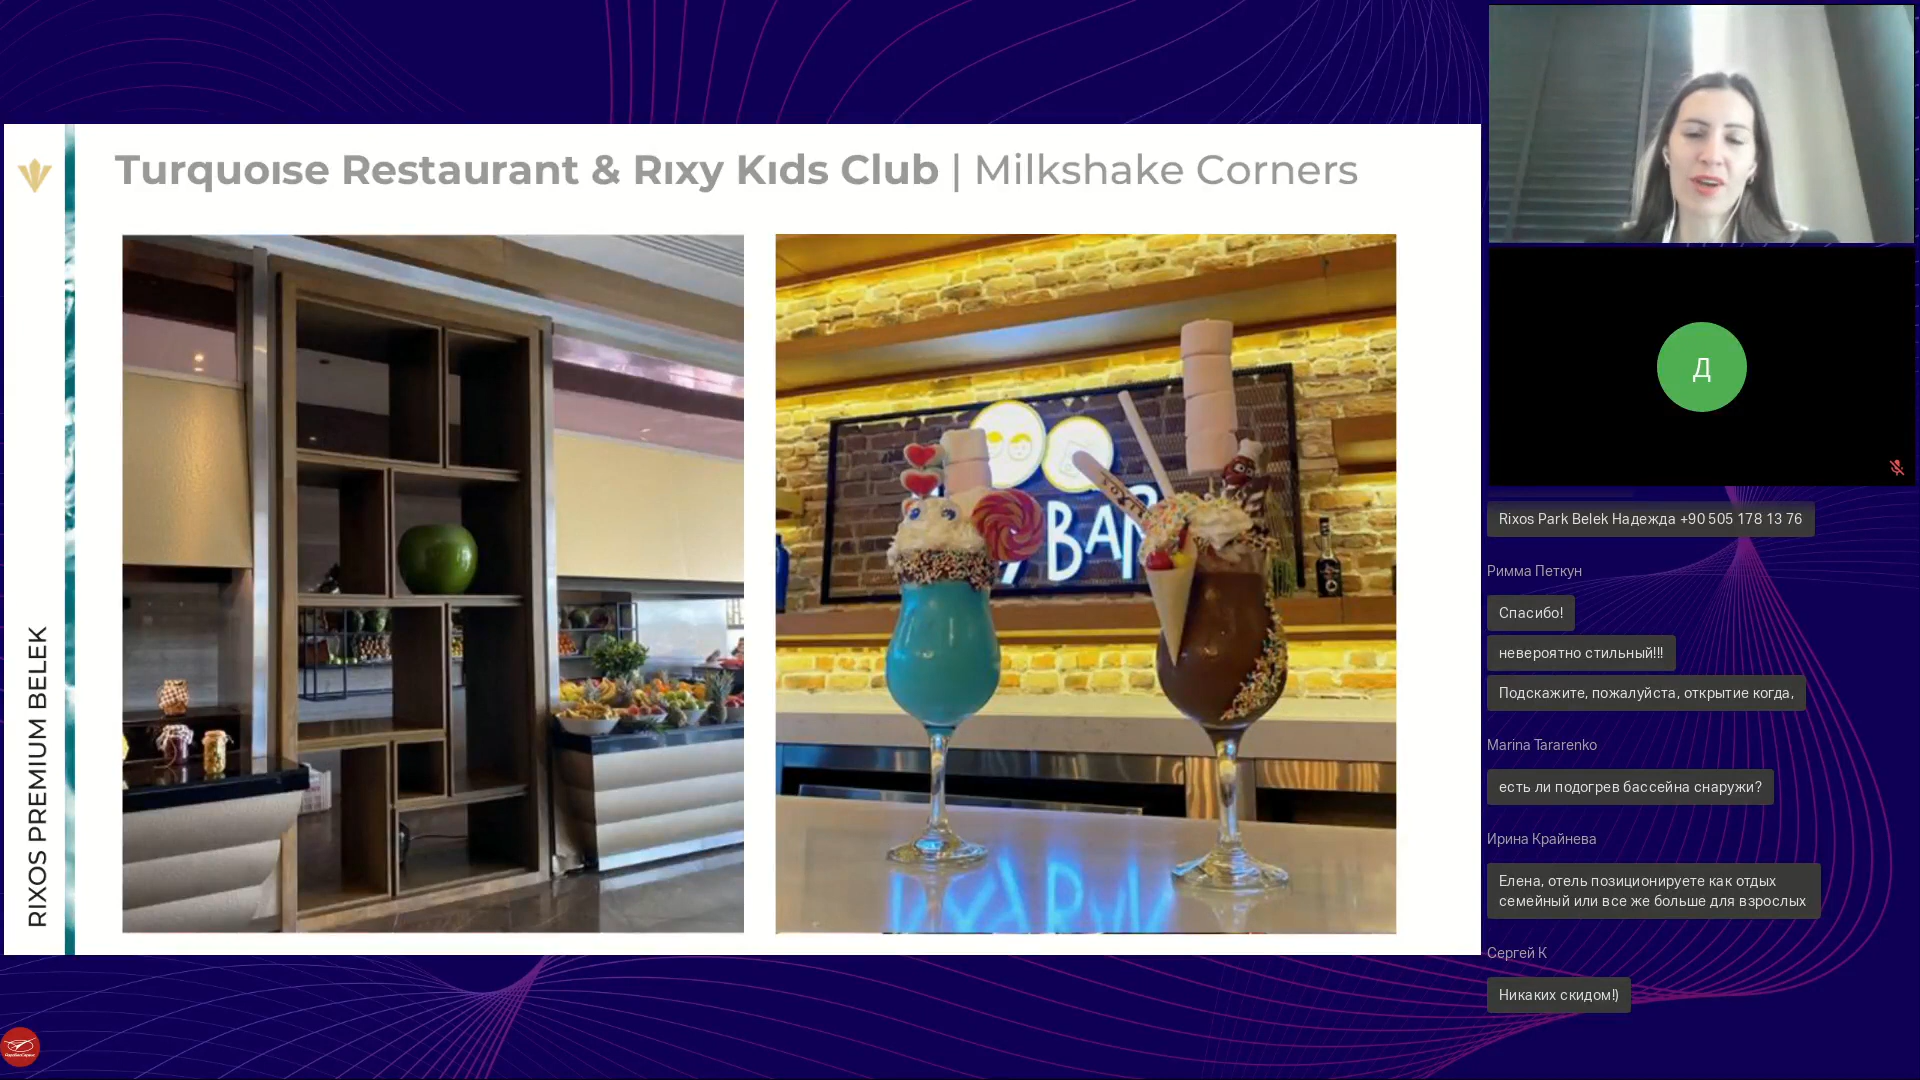 Turquoıse Restaurant & Rıxy Kıds Club | Milkshake Corners
RIXOS PREMIUM BELEK
BAR
Д
Rixos Park Belek Надежда +90 505 178 13 76
Римма Петкун
Спасибо!
невероятно стильный!!!
Подскажите, пожалуйста, открытие когда,
Marina Tararenko
есть ли подогрев бассейна снаружи?
Ирина Крайнева
Елена, отель позиционируете как отдых
семейный или все же больше для взрослых
Сергей К
Никаких скидом!)